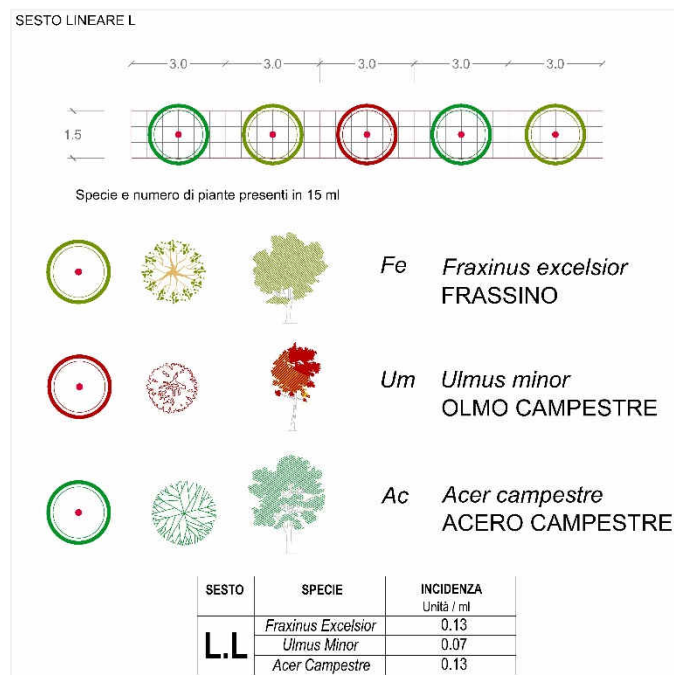 SESTO LINEARE L
3.0 3.0 3.0 3.0 3.0
1.5
Specie e numero di piante presenti in 15 ml
Fe Fraxinus excelsior
FRASSINO
Um Ulmus minor
OLMO CAMPESTRE
Ac Acer campestre
ACERO CAMPESTRE
SESTO SPECIE INCIDENZA
Unità / ml
L.L
Fraxinus Excelsior 0.13
Ulmus Minor 0.07
Acer Campestre 0.13